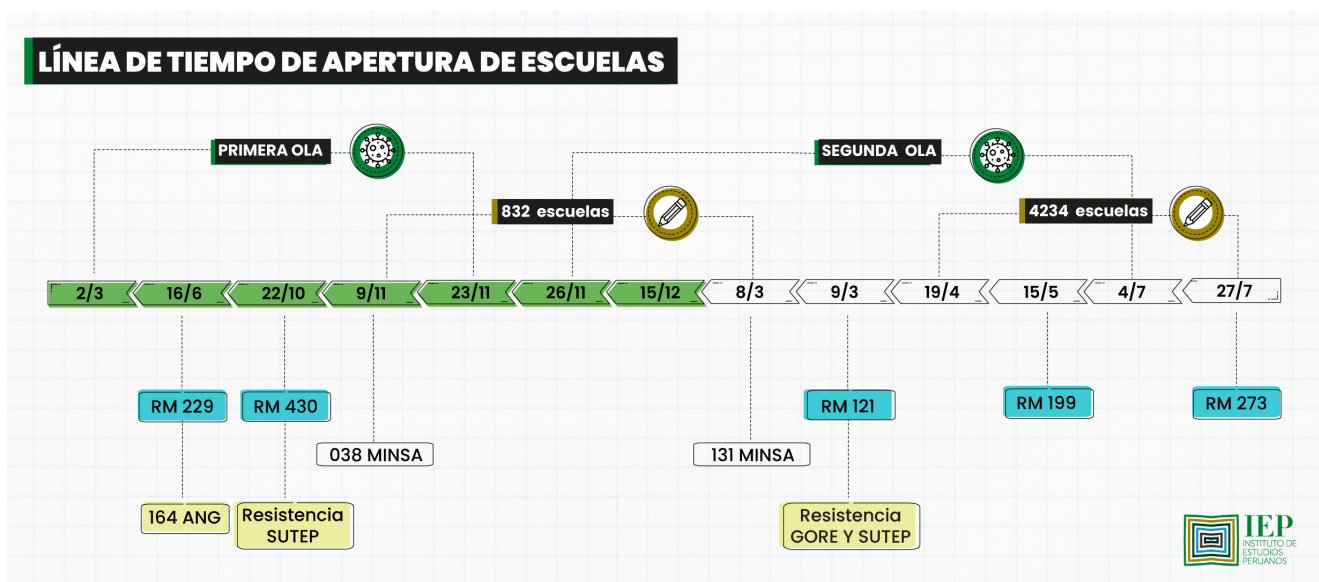 LÍNEA DE TIEMPO DE APERTURA DE ESCUELAS
PRIMERA OLA
SEGUNDA OLA
832 escuelas
4234 escuelas
2/3
16/6
22/10
9/11
23/11
26/11
15/12
8/3
9/3
19/4
15/5
4/7
27/7
RM 229
RM 430
RM 121
RM 199
RM 273
038 MINSA
131 MINSA
164 ANG
Resistencia
SUTEP
Resistencia
GORE Y SUTEP
IEP
INSTITUTO DE
ESTUDIOS
PERUANOS